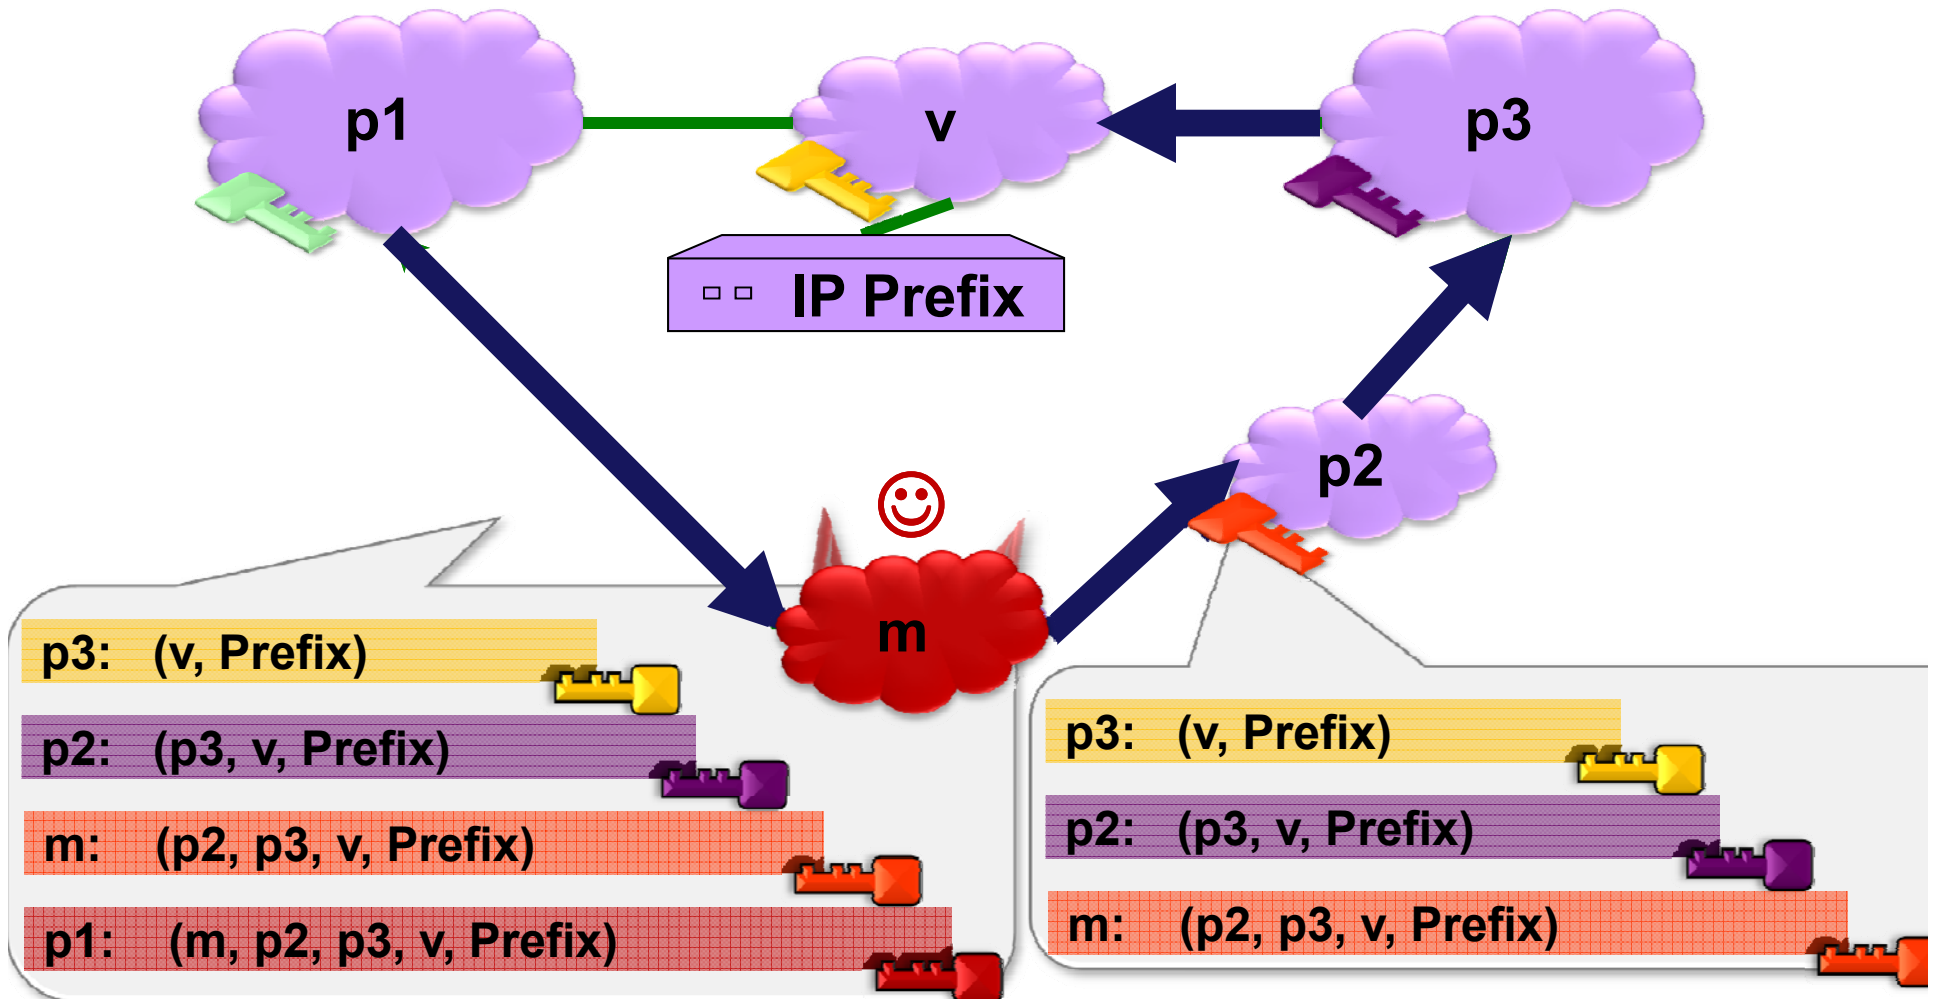 p1
v
p3
IP Prefix
p2
m
p3: (v, Prefix)
p2: (p3, v, Prefix)
m: (p2, p3, v, Prefix)
p1: (m, p2, p3, v, Prefix)
p3: (v, Prefix)
p2: (p3, v, Prefix)
m: (p2, p3, v, Prefix)